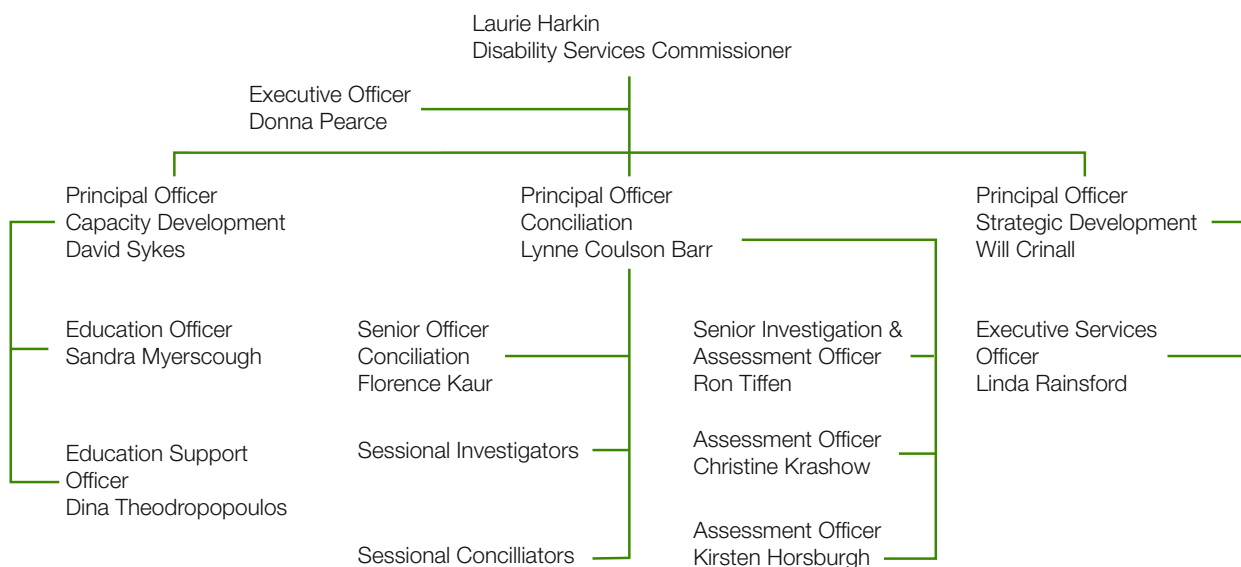 Laurie Harkin
Disability Services Commissioner
Executive Officer
Donna Pearce
Principal Officer
Capacity Development
David Sykes
Principal Officer
Conciliation
Lynne Coulson Barr
Principal Officer
Strategic Development
Will Crinall
Education Officer
Sandra Myerscough
Senior Officer
Conciliation
Florence Kaur
Senior Investigation &
Assessment Officer
Ron Tiffen
Executive Services
Officer
Linda Rainsford
Education Support
Officer
Dina Theodropopoulos
Sessional Investigators
Assessment Officer
Christine Krashow
Sessional Concilliators
Assessment Officer
Kirsten Horsburgh